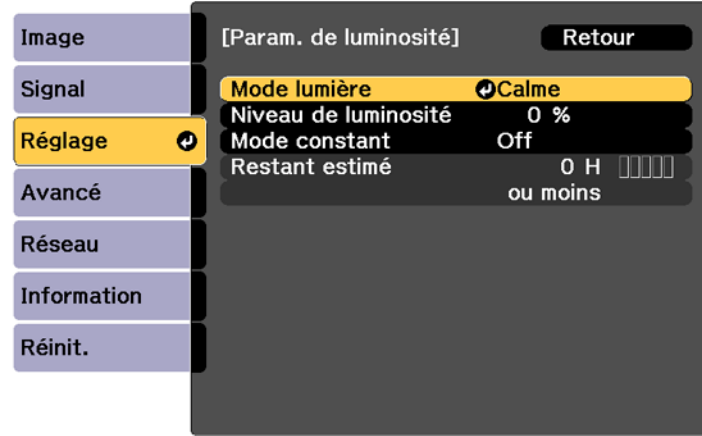 Image
Signal
Réglage
Avancé
Réseau
Information
Réinit.
[Param. de luminosité] Retour
Mode lumière Calme
Niveau de luminosité 0 %
Mode constant Off
Restant estimé 0 H
ou moins